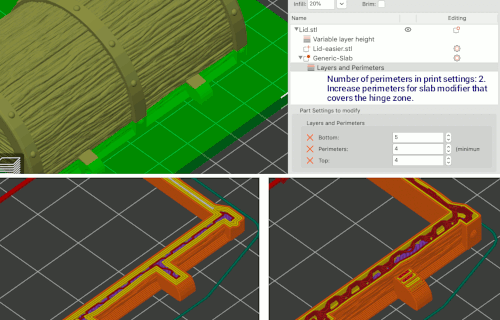 Infill: 20%
Brim:
Name
Editing
Lid.stl
Variable layer height
Lid-easier.stl
Generic-Slab
Layers and Perimeters
Number of perimeters in print settings: 2.
Increase perimeters for slab modifier that
covers the hinge zone.
Part Settings to modify
Layers and Perimeters
Bottom: 5
Perimeters: 4 (minimum
Top: 4